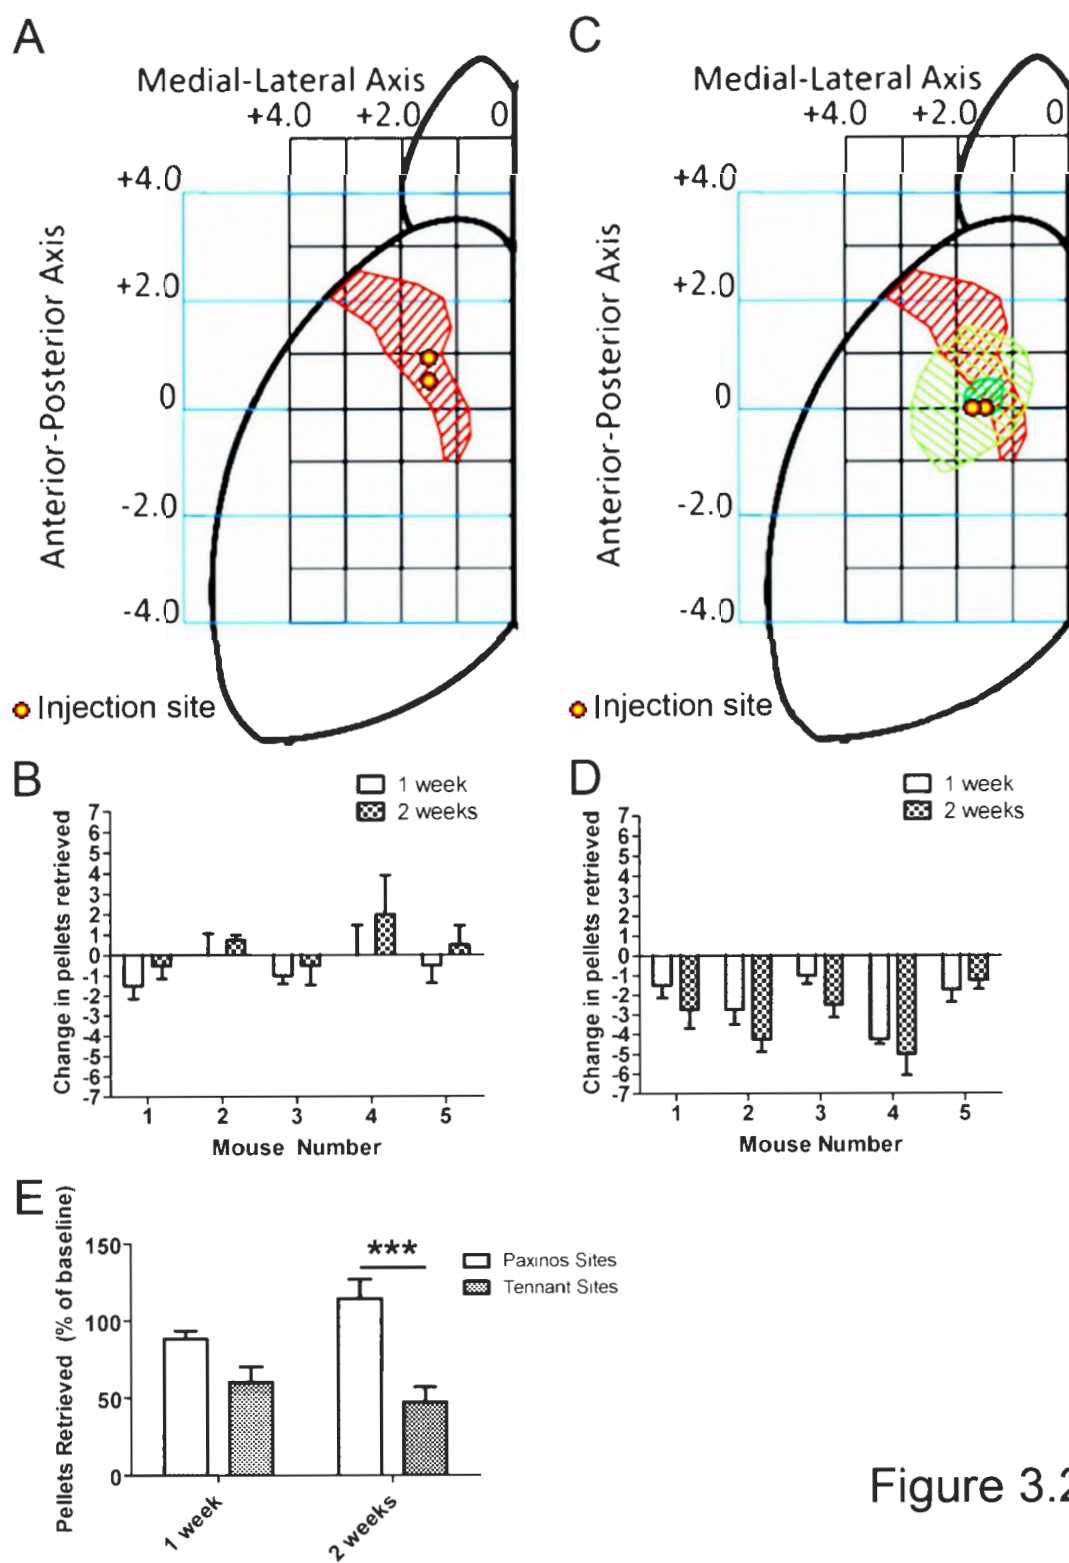 A
Medial-Lateral Axis
+4.0 +2.0 0
+4.0
+2.0
0
-2.0
-4.0
Anterior-Posterior Axis
Injection site
C
Medial-Lateral Axis
+4.0 +2.0 0
+4.0
+2.0
0
-2.0
-4.0
Anterior-Posterior Axis
Injection site
B
1 week
2 weeks
Change in pellets retrieved
7
6
5
4
3
2
1
0
-1
-2
-3
-4
-5
-6
-7
1 2 3 4 5
Mouse Number
D
1 week
2 weeks
Change in pellets retrieved
7
6
5
4
3
2
1
0
-1
-2
-3
-4
-5
-6
-7
1 2 3 4 5
Mouse Number
E
Pellets Retrieved (% of baseline)
150
100
50
0
***
Paxinos Sites
Tennant Sites
1 week
2 weeks
Figure 3.2